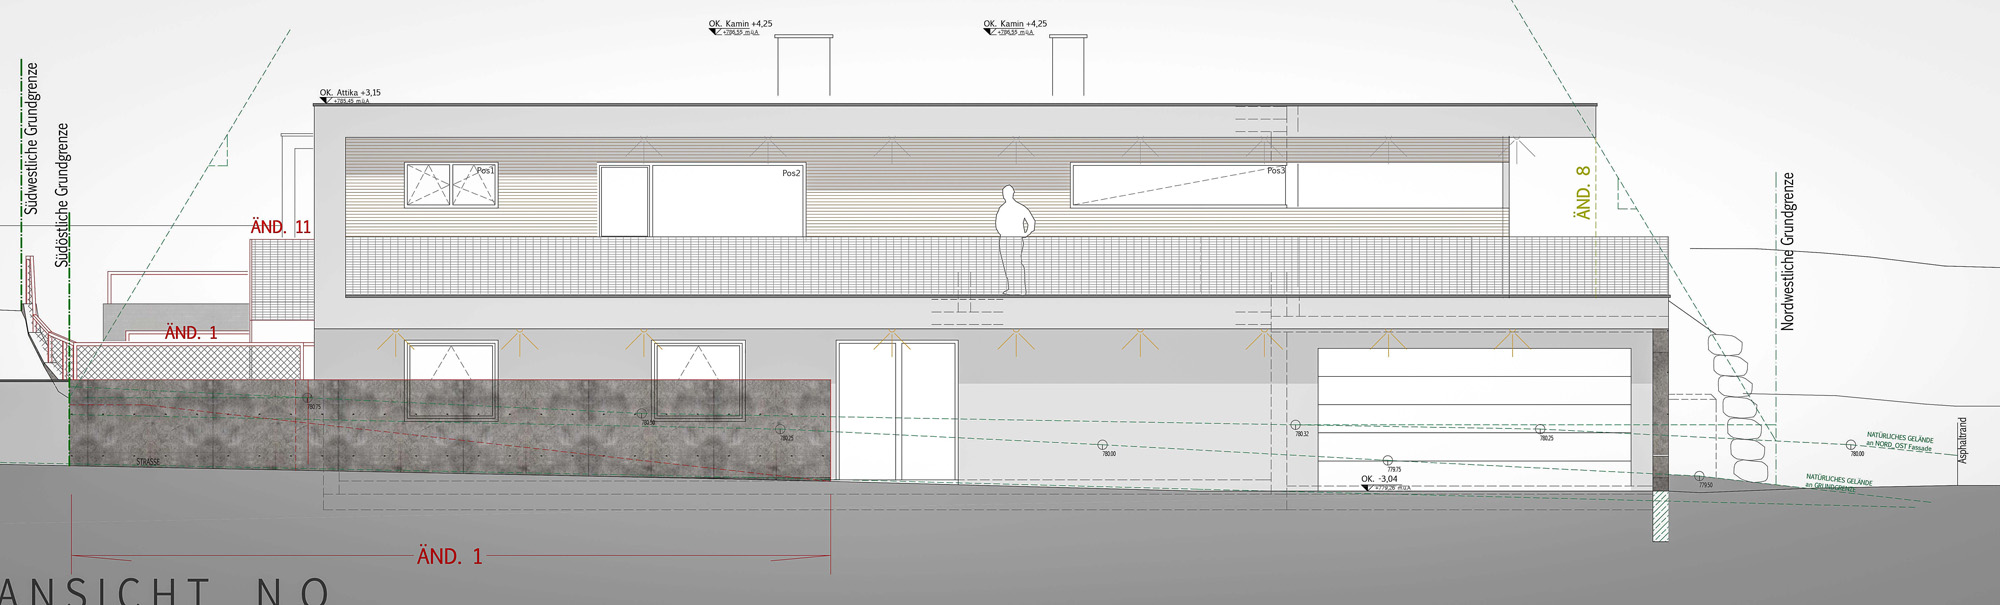 OK. Kamin +4,25
+786,55 m.ü.A
OK. Kamin +4,25
+786,55 m.ü.A
OK. Attika +3,15
+785,45 m.ü.A
Südwestliche Grundgrenze
Südöstliche Grundgrenze
Pos1
Pos2
Pos3
ÄND. 8
Nordwestliche Grundgrenze
ÄND. 11
ÄND. 1
780.75
780.50
780.25
780.00
780.32
780.25
779.75
NATÜRLICHES GELÄNDE
an NORD_OST Fassade
780.00
Asphaltrand
STRASSE
OK. -3,04
+779,26 m.ü.A
779.50
NATÜRLICHES GELÄNDE
an GRUNDGRENZE
ÄND. 1
ANSICHT NO